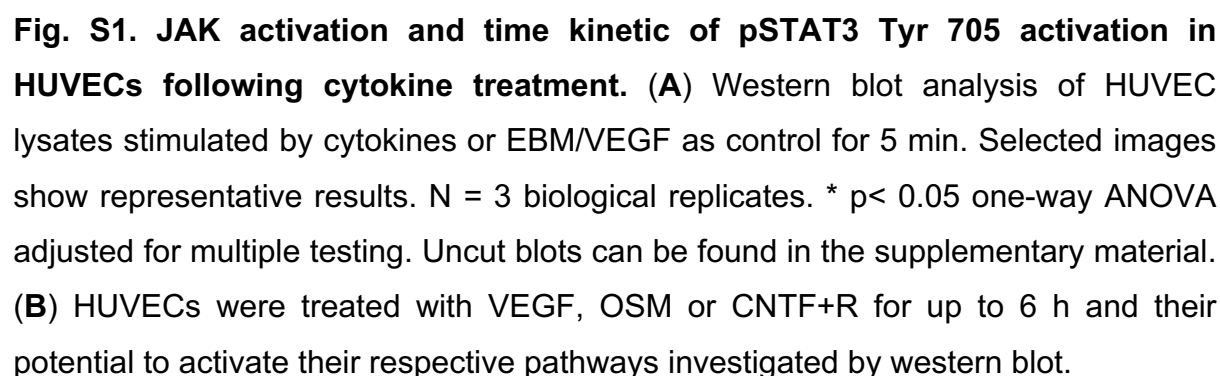 Fig. S1. JAK activation and time kinetic of pSTAT3 Tyr 705 activation in
HUVECs following cytokine treatment. (A) Western blot analysis of HUVEC
lysates stimulated by cytokines or EBM/VEGF as control for 5 min. Selected images
show representative results. N = 3 biological replicates. * p< 0.05 one-way ANOVA
adjusted for multiple testing. Uncut blots can be found in the supplementary material.
(B) HUVECs were treated with VEGF, OSM or CNTF+R for up to 6 h and their
potential to activate their respective pathways investigated by western blot.